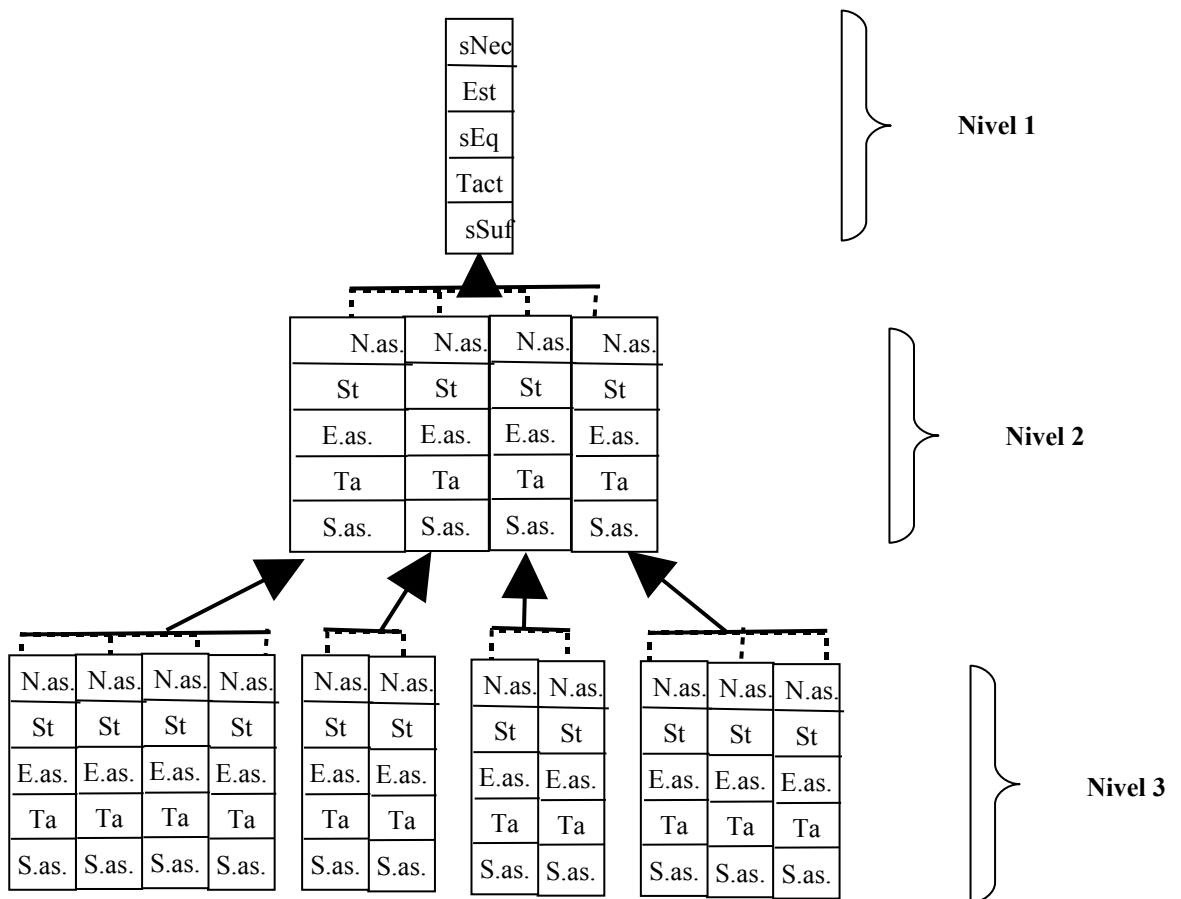 sNec
Est
sEq
Tact
sSuf
Nivel 1
N.as. N.as. N.as. N.as.
St St St St
E.as. E.as. E.as. E.as.
Ta Ta Ta Ta
S.as. S.as. S.as. S.as.
Nivel 2
N.as. N.as. N.as. N.as. N.as. N.as. N.as. N.as. N.as. N.as. N.as.
St St St St St St St St St St St
E.as. E.as. E.as. E.as. E.as. E.as. E.as. E.as. E.as. E.as. E.as.
Ta Ta Ta Ta Ta Ta Ta Ta Ta Ta Ta
S.as. S.as. S.as. S.as. S.as. S.as. S.as. S.as. S.as. S.as. S.as.
Nivel 3